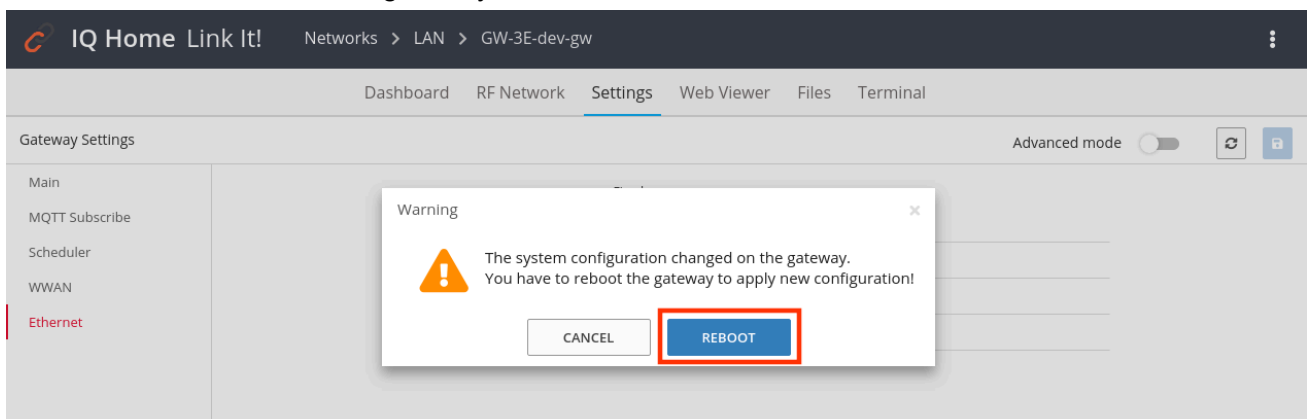 IQ Home Link It! Networks > LAN > GW-3E-dev-gw
Dashboard RF Network Settings Web Viewer Files Terminal
Gateway Settings Advanced mode
Main
MQTT Subscribe
Scheduler
WWAN
Ethernet
Warning
The system configuration changed on the gateway.
You have to reboot the gateway to apply new configuration!
CANCEL REBOOT